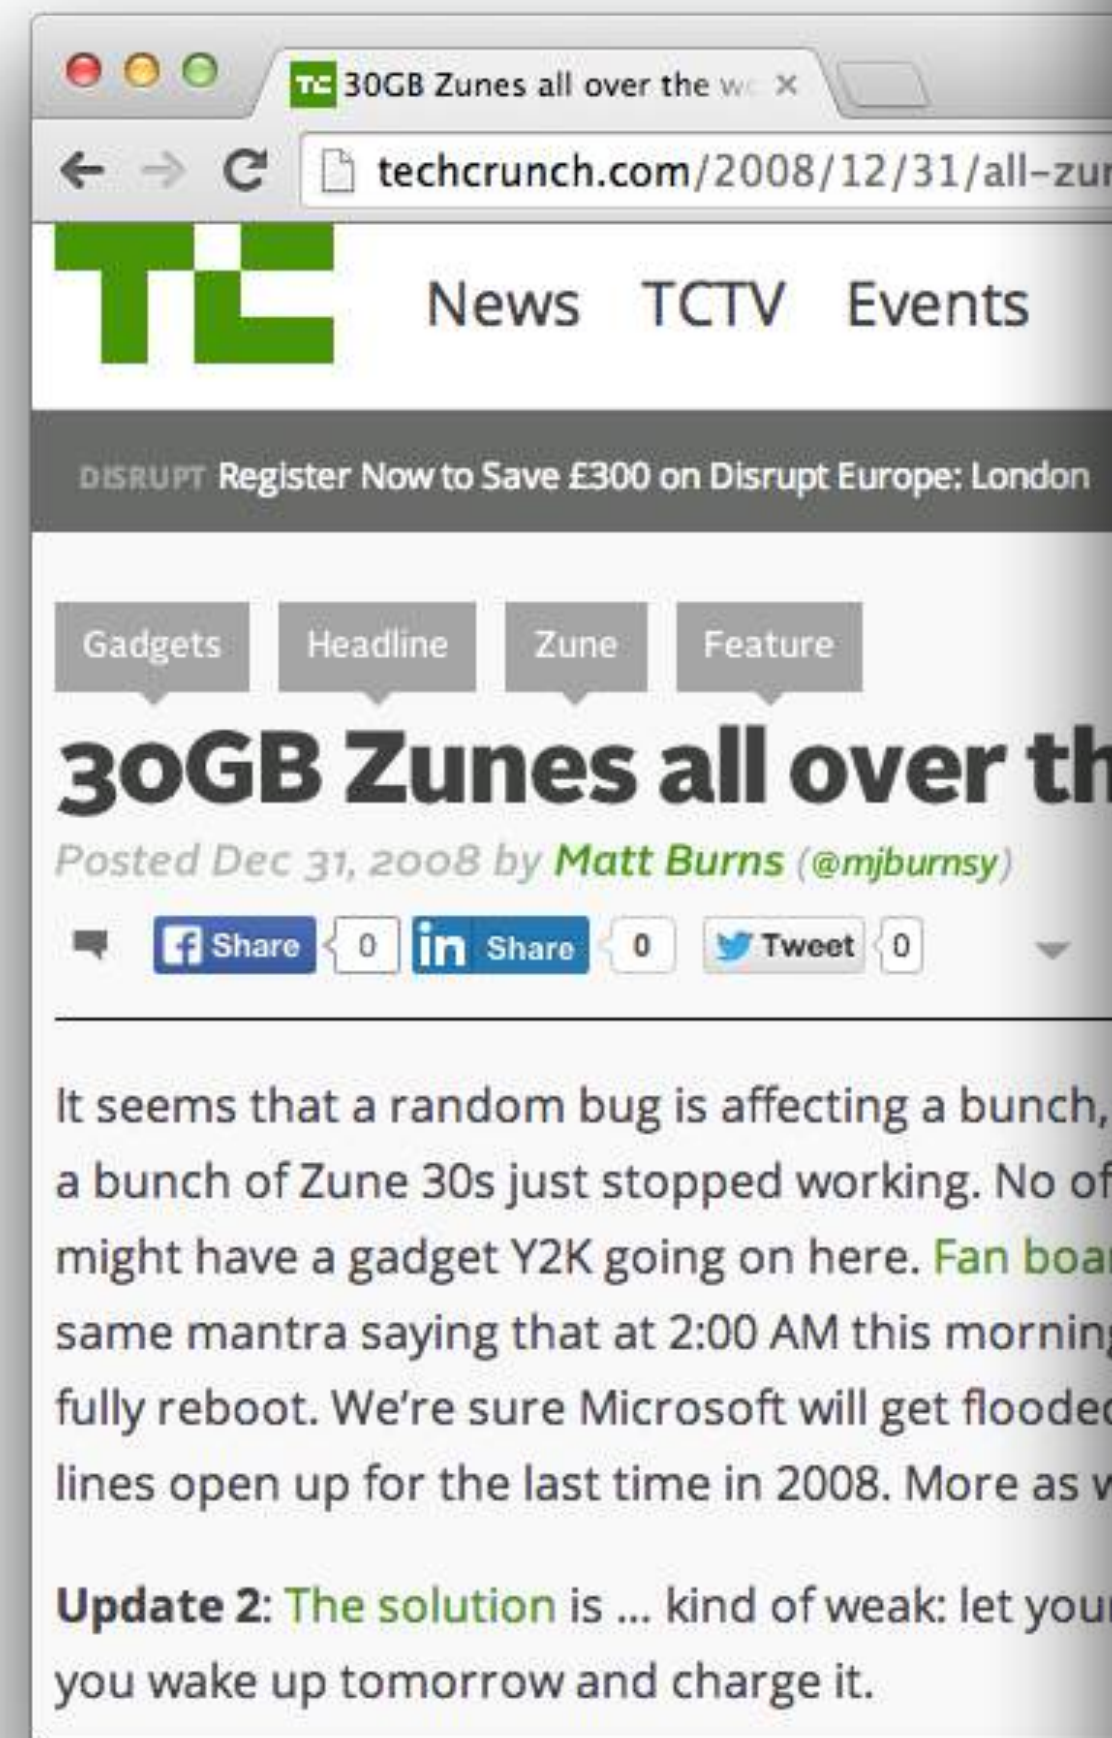 TC 30GB Zunes all over the
techcrunch.com/2008/12/31/all-zu
TC
News TCTV Events
DISRUPT Register Now to Save £300 on Disrupt Europe: London
Gadgets Headline Zune Feature
30GB Zunes all over th
Posted Dec 31, 2008 by Matt Burns (@mjburnsy)
Share 0 in Share 0 Tweet 0
It seems that a random bug is affecting a bunch,
a bunch of Zune 30s just stopped working. No of
might have a gadget Y2K going on here. Fan boa
same mantra saying that at 2:00 AM this morning
fully reboot. We're sure Microsoft will get flooded
lines open up for the last time in 2008. More as w
Update 2: The solution is ... kind of weak: let your
you wake up tomorrow and charge it.